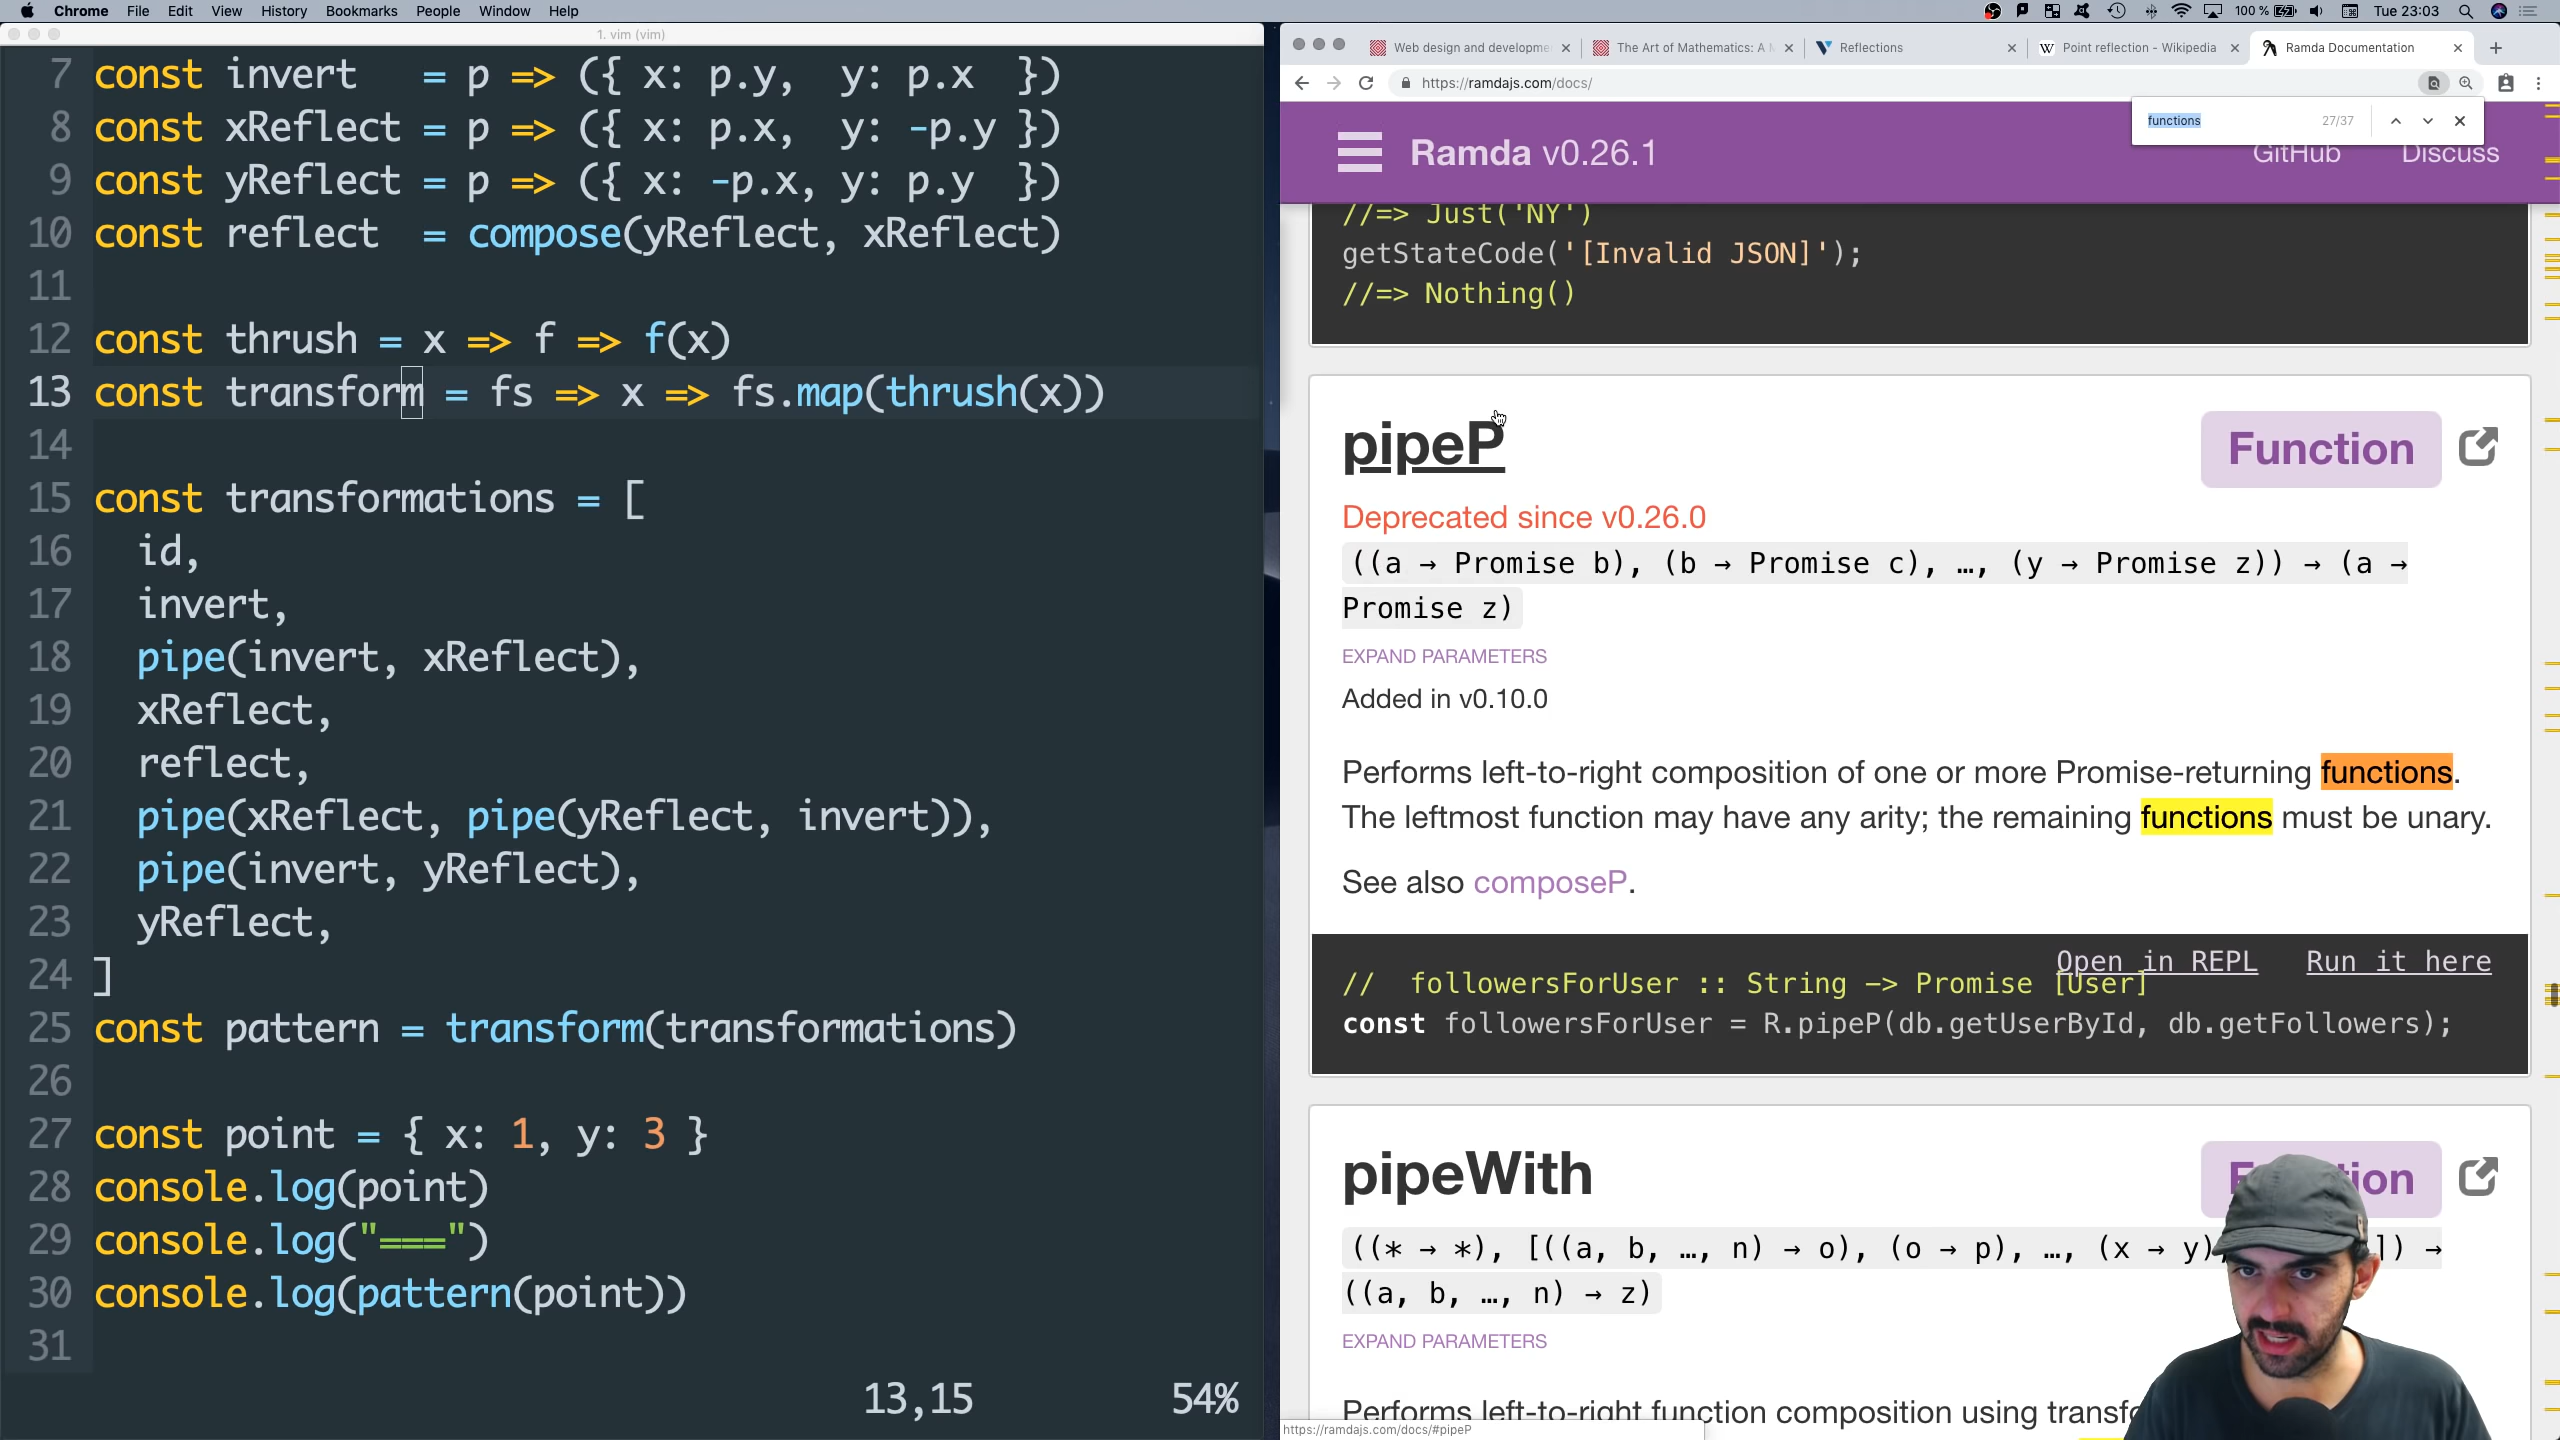 Chrome File Edit View History Bookmarks People Window Help
100 % Tue 23:03
1. vim (vim)
7 const invert   = p => ({ x: p.y,  y: p.x  })
8 const xReflect = p => ({ x: p.x,  y: -p.y })
9 const yReflect = p => ({ x: -p.x, y: p.y  })
10 const reflect  = compose(yReflect, xReflect)
11
12 const thrush = x => f => f(x)
13 const transform = fs => x => fs.map(thrush(x))
14
15 const transformations = [
16   id,
17   invert,
18   pipe(invert, xReflect),
19   xReflect,
20   reflect,
21   pipe(xReflect, pipe(yReflect, invert)),
22   pipe(invert, yReflect),
23   yReflect,
24 ]
25 const pattern = transform(transformations)
26
27 const point = { x: 1, y: 3 }
28 console.log(point)
29 console.log("===")
30 console.log(pattern(point))
31
13,15 54%
Web design and developme The Art of Mathematics: A Reflections Point reflection - Wikipedia Ramda Documentation
https://ramdajs.com/docs/
functions 27/37
Ramda v0.26.1 GitHub Discuss
//=> Just('NY')
getStateCode('[Invalid JSON]');
//=> Nothing()
pipeP Function
Deprecated since v0.26.0
((a → Promise b), (b → Promise c), …, (y → Promise z)) → (a →
Promise z)
EXPAND PARAMETERS
Added in v0.10.0
Performs left-to-right composition of one or more Promise-returning functions.
The leftmost function may have any arity; the remaining functions must be unary.
See also composeP.
Open in REPL Run it here
//  followersForUser :: String -> Promise [User]
const followersForUser = R.pipeP(db.getUserById, db.getFollowers);
pipeWith
((* → *), [((a, b, …, n) → o), (o → p), …, (x → y), ]) →
((a, b, …, n) → z)
EXPAND PARAMETERS
Performs left-to-right function composition using
https://ramdajs.com/docs/#pipeP